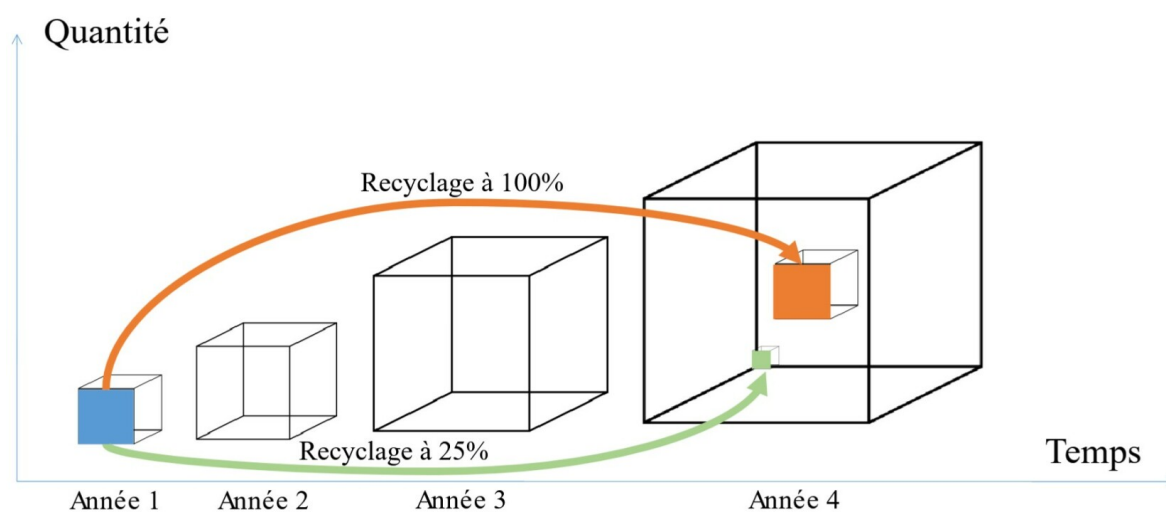 Quantité
Recyclage à 100%
Recyclage à 25%
Temps
Année 1
Année 2
Année 3
Année 4